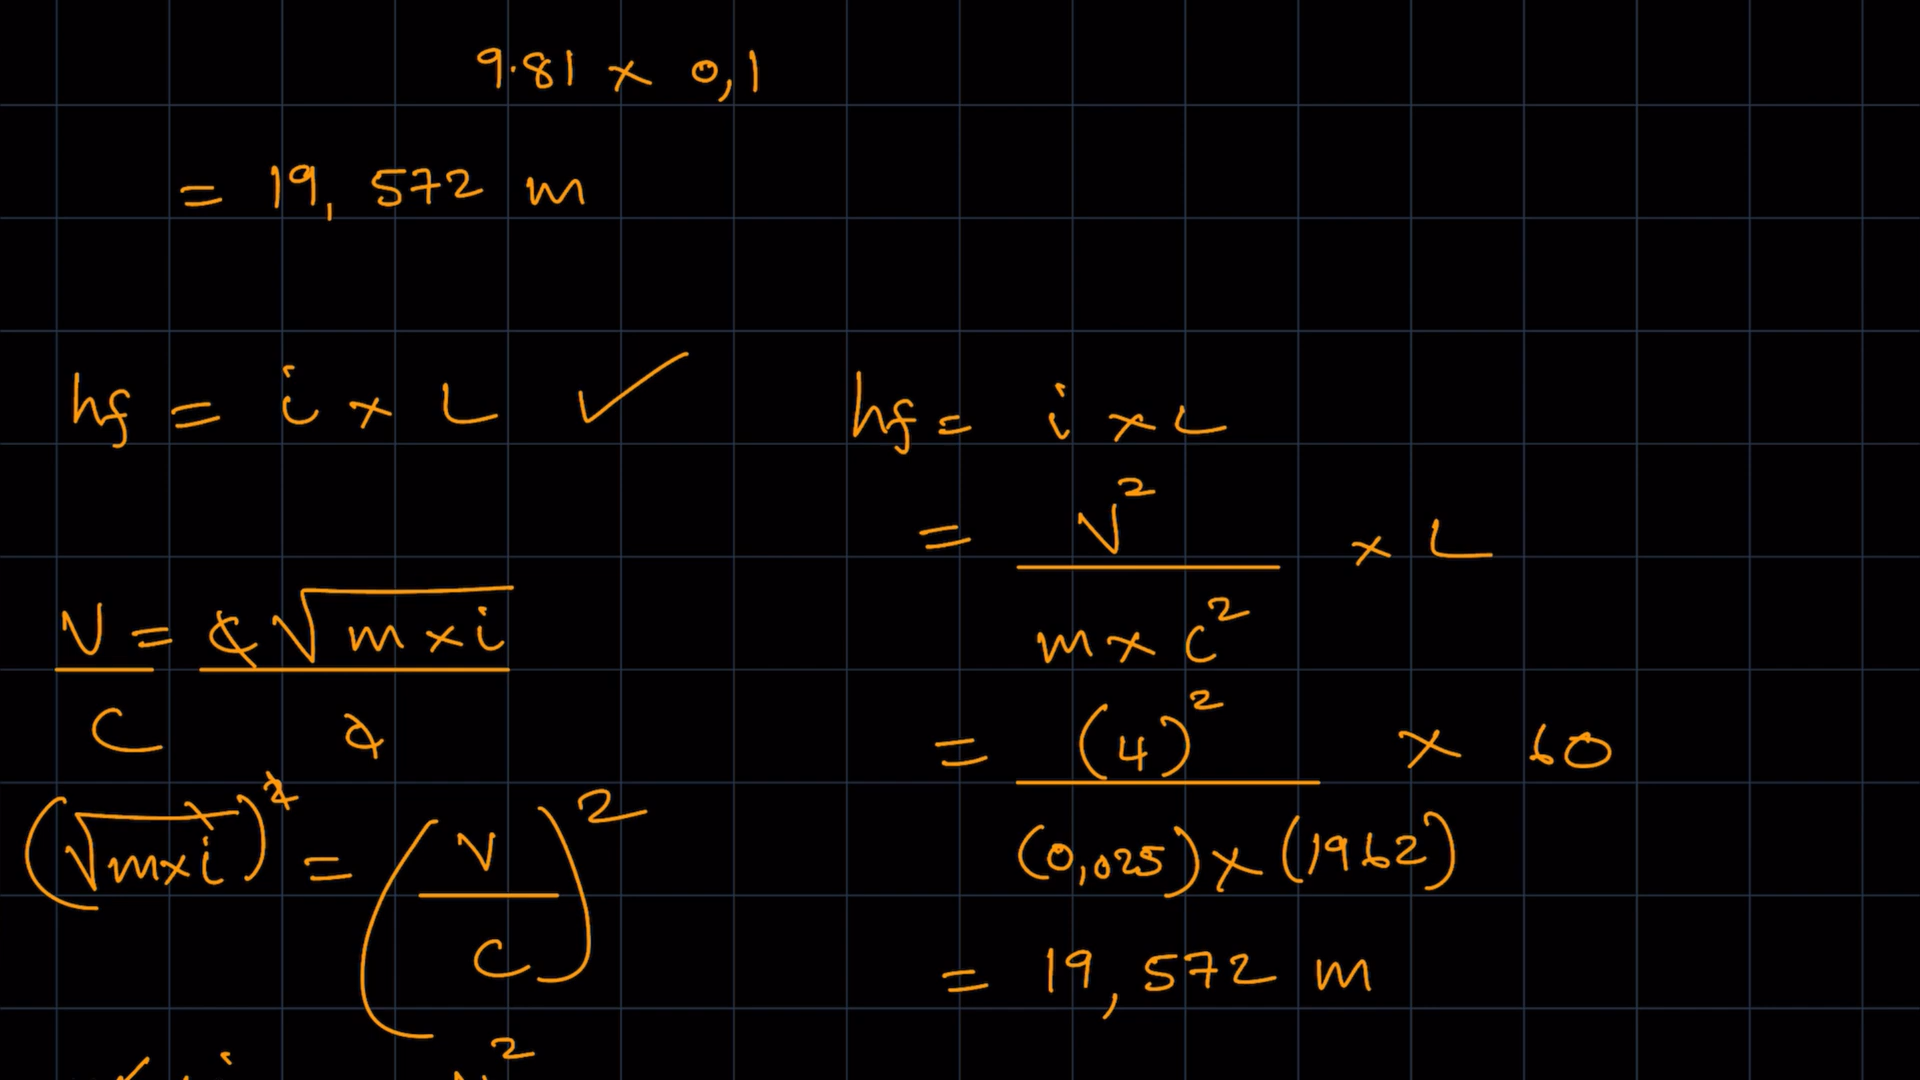 9.81 × 0,1
= 19,572 m
hf = i × L ✓
V = C√m×i
C C
(√m×i)² = (V
C)²
hf = i × L
= V² × L
m × C²
= (4)² × 60
(0,025) × (1962)
= 19,572 m